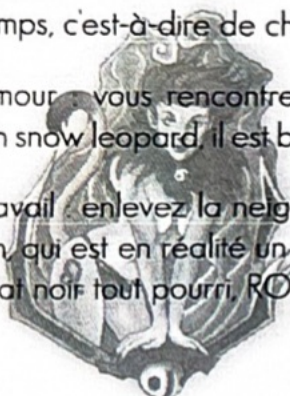 mps, c'est-à-dire de ch
mour : vous rencontre
n snow leopard, il est b
avail : enlevez la neig
n, qui est en réalité un
at noir tout pourri, RO